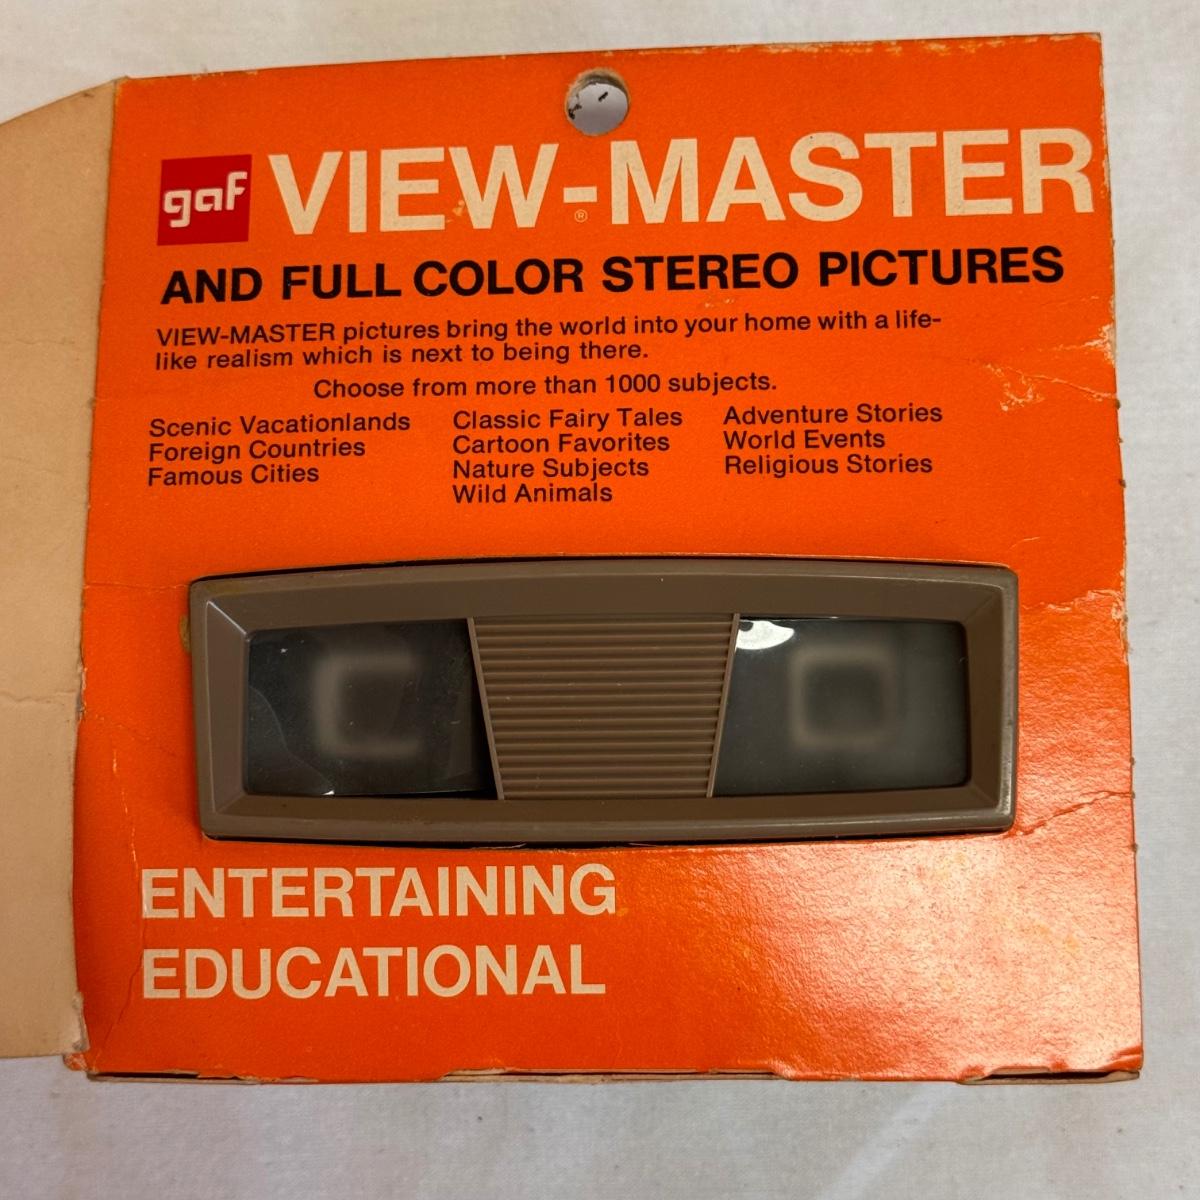 gaf VIEW-MASTER®
AND FULL COLOR STEREO PICTURES
VIEW-MASTER pictures bring the world into your home with a life-
like realism which is next to being there.
Choose from more than 1000 subjects.
Scenic Vacationlands
Foreign Countries
Famous Cities
Classic Fairy Tales
Cartoon Favorites
Nature Subjects
Wild Animals
Adventure Stories
World Events
Religious Stories
ENTERTAINING
EDUCATIONAL